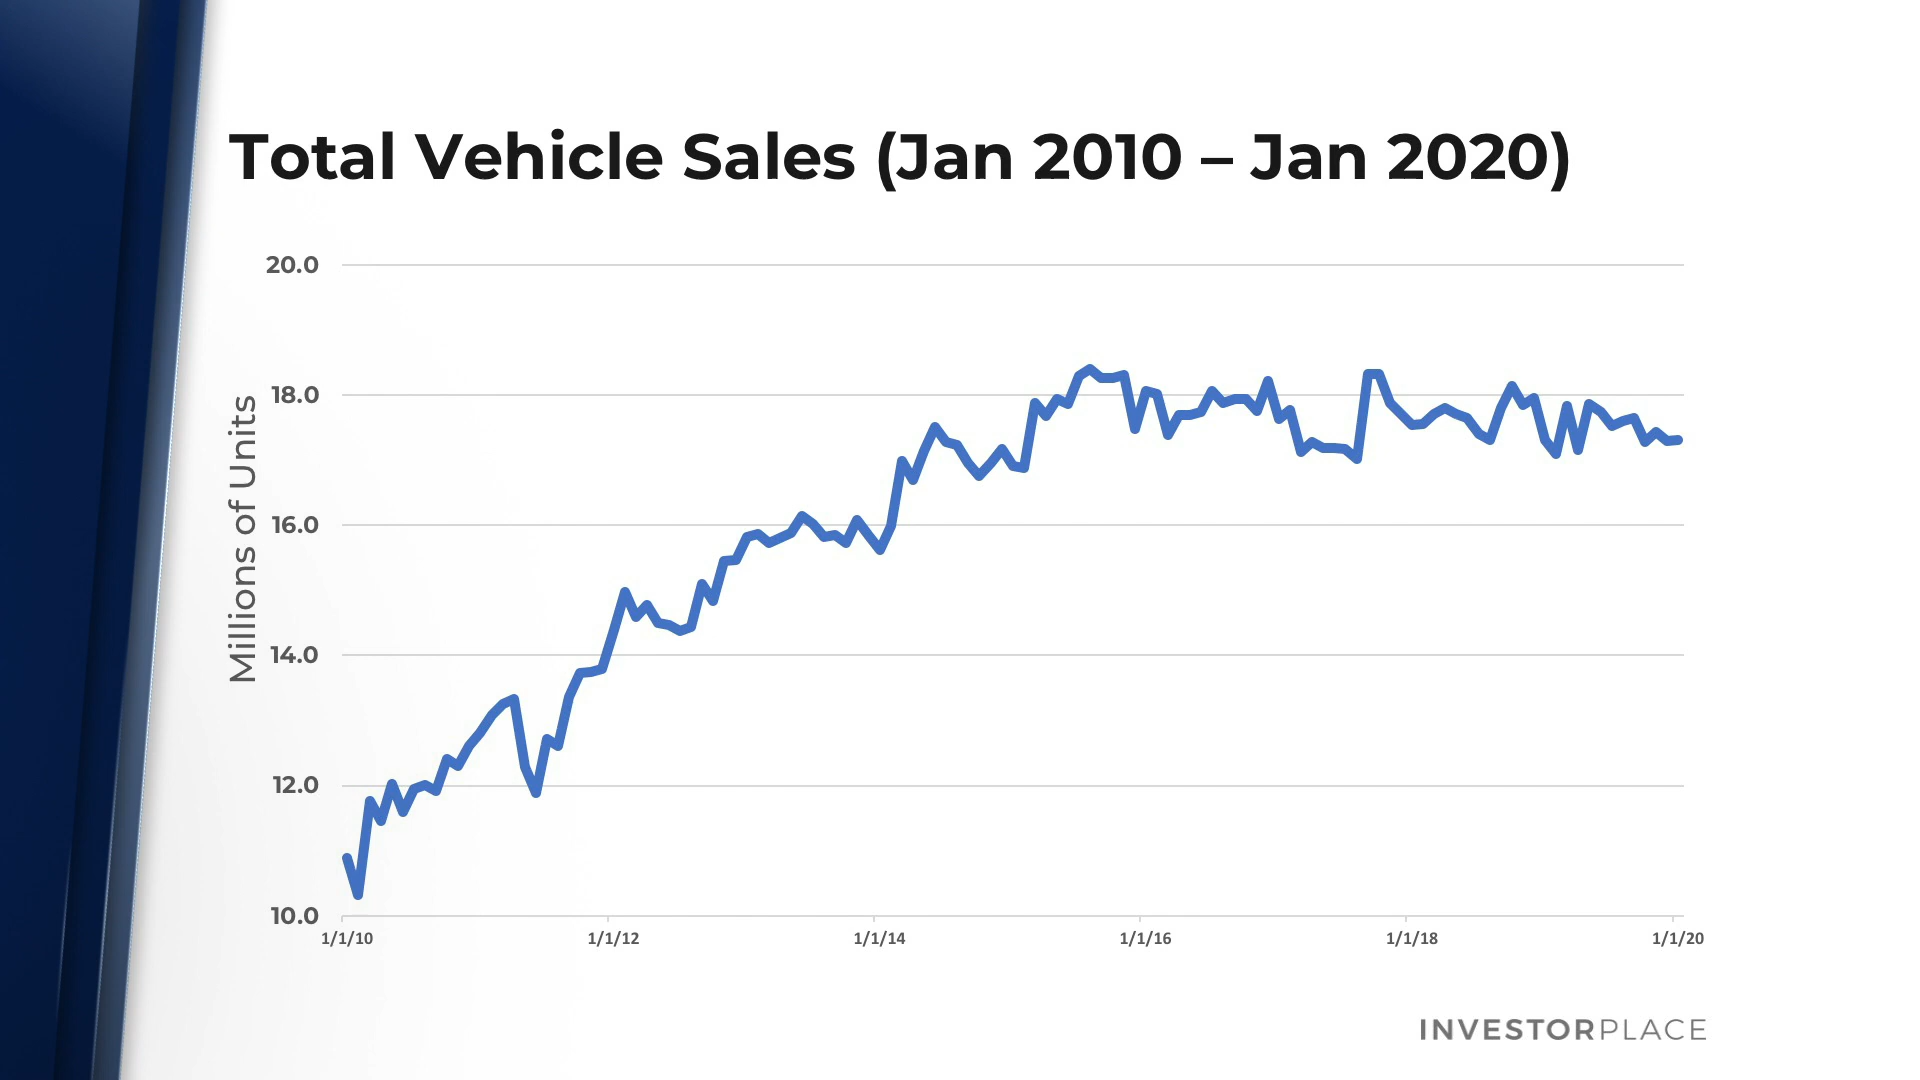 Total Vehicle Sales (Jan 2010 – Jan 2020)
Millions of Units
20.0
18.0
16.0
14.0
12.0
10.0
1/1/10 1/1/12 1/1/14 1/1/16 1/1/18 1/1/20
INVESTORPLACE